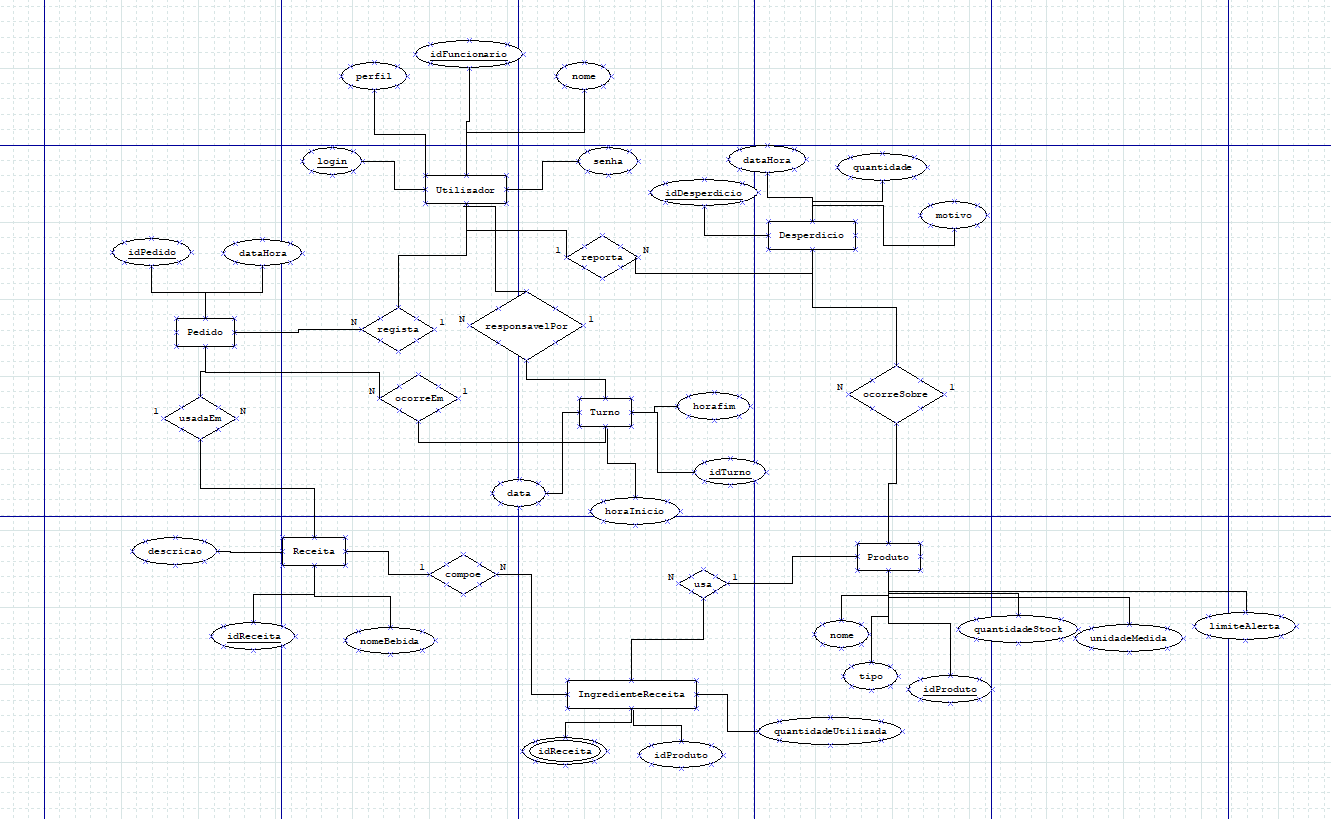 idFuncionario
perfil
nome
login
senha
Utilizador
dataHora
quantidade
idDesperdicio
motivo
Desperdicio
idPedido
dataHora
1
reporta
N
Pedido
N
regista
1
N
responsavelPor
1
N
ocorreEm
1
N
ocorreSobre
1
1
usadaEm
N
Turno
horafim
idTurno
data
horaInicio
descricao
Receita
1
compoe
N
N
usa
1
Produto
idReceita
nomeBebida
nome
quantidadeStock
unidadeMedida
limiteAlerta
tipo
idProduto
IngredienteReceita
quantidadeUtilizada
idReceita
idProduto